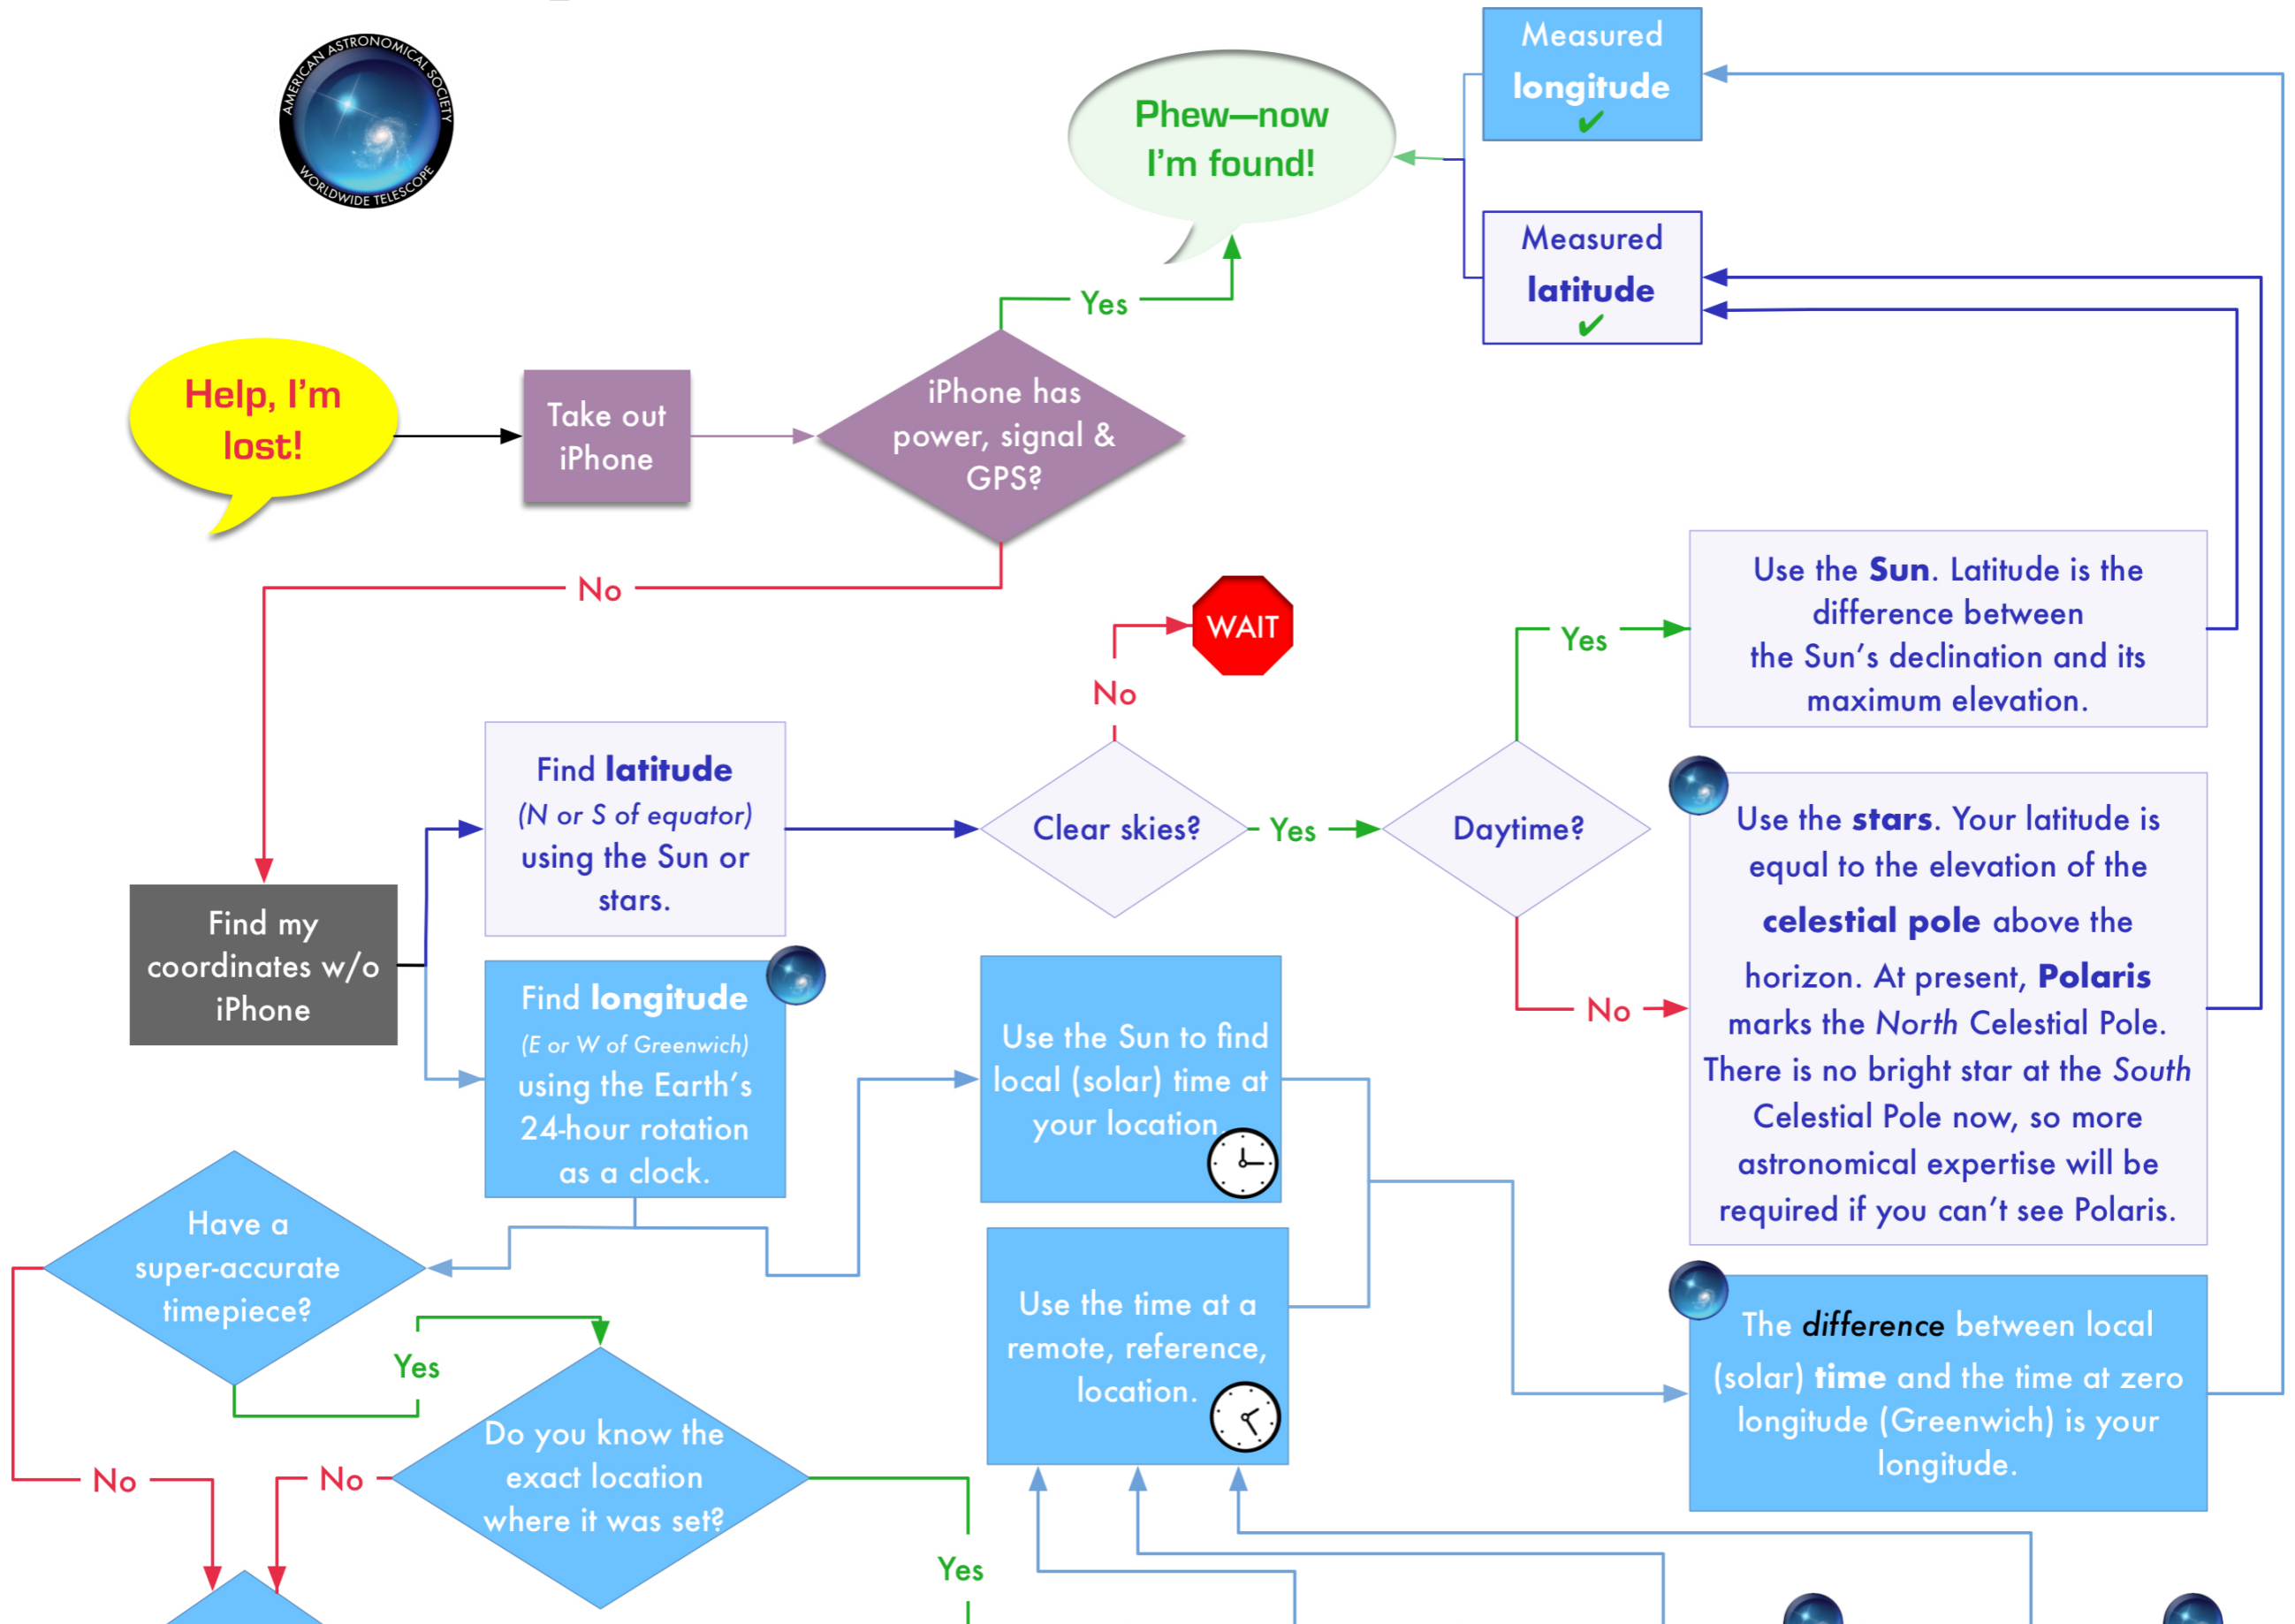 AMERICAN ASTRONOMICAL SOCIETY
WORLDWIDE TELESCOPE
Measured
longitude
✔
Phew—now
I'm found!
Measured
latitude
✔
Yes
Help, I'm
lost!
Take out
iPhone
iPhone has
power, signal &
GPS?
No
WAIT
No
Yes
Use the Sun. Latitude is the
difference between
the Sun's declination and its
maximum elevation.
Find latitude
(N or S of equator)
using the Sun or
stars.
Clear skies?
Yes
Daytime?
No
Use the stars. Your latitude is
equal to the elevation of the
celestial pole above the
horizon. At present, Polaris
marks the North Celestial Pole.
There is no bright star at the South
Celestial Pole now, so more
astronomical expertise will be
required if you can't see Polaris.
Find my
coordinates w/o
iPhone
Find longitude
(E or W of Greenwich)
using the Earth's
24-hour rotation
as a clock.
Use the Sun to find
local (solar) time at
your location.
Have a
super-accurate
timepiece?
Yes
No
Use the time at a
remote, reference,
location.
The difference between local
(solar) time and the time at zero
longitude (Greenwich) is your
longitude.
Do you know the
exact location
where it was set?
No
Yes